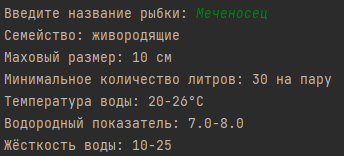 Введите название рыбки: Меченосец
Семейство: живородящие
Маховый размер: 10 см
Минимальное количество литров: 30 на пару
Температура воды: 20-26°C
Водородный показатель: 7.0-8.0
Жёсткость воды: 10-25